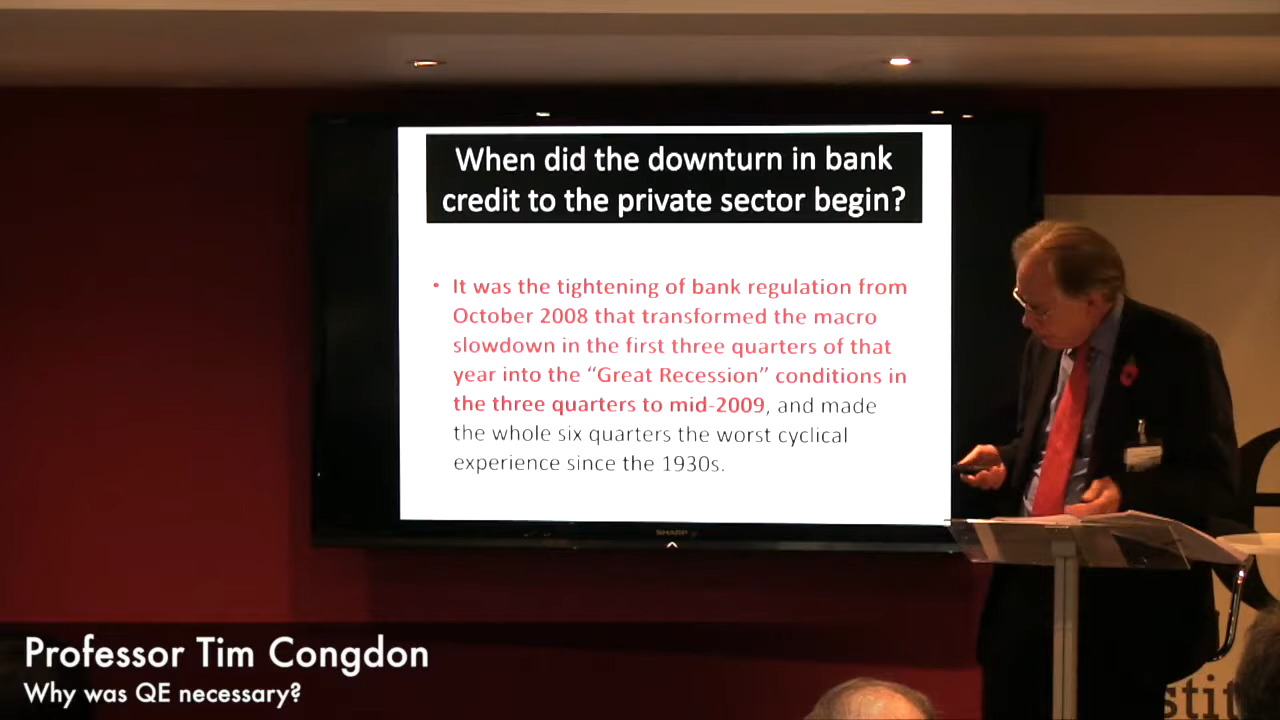 When did the downturn in bank
credit to the private sector begin?
• It was the tightening of bank regulation from
October 2008 that transformed the macro
slowdown in the first three quarters of that
year into the “Great Recession” conditions in
the three quarters to mid-2009, and made
the whole six quarters the worst cyclical
experience since the 1930s.
SHARP
Professor Tim Congdon
Why was QE necessary?
stit